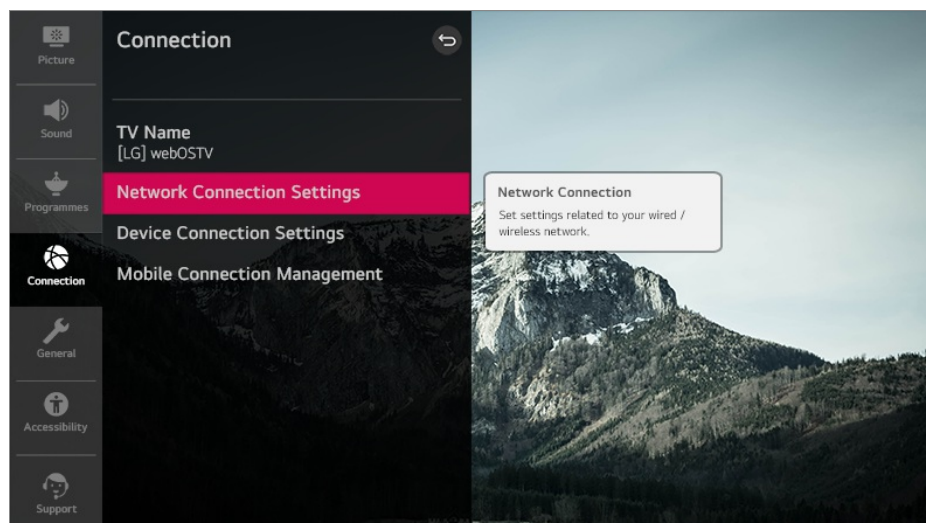 Picture
Sound
Programmes
Connection
General
Accessibility
Support
Connection
TV Name
[LG] webOSTV
Network Connection Settings
Device Connection Settings
Mobile Connection Management
Network Connection
Set settings related to your wired /
wireless network.